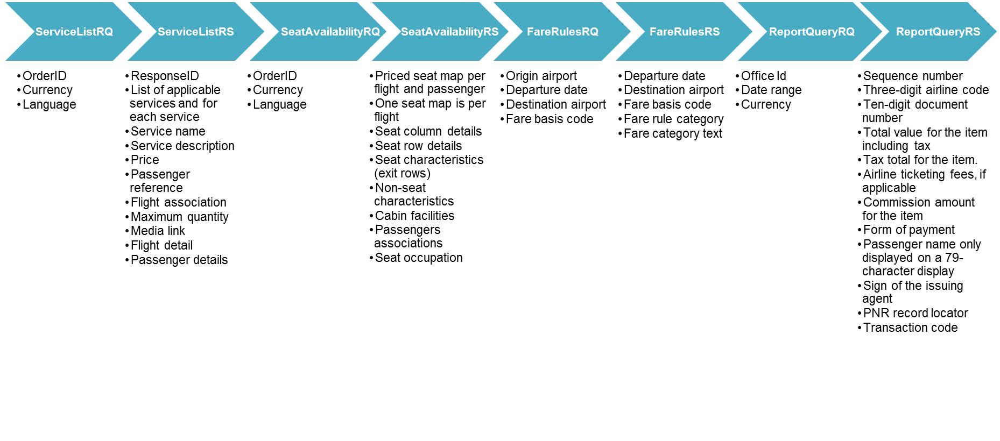 ServiceListRQ
•OrderID
•Currency
•Language
ServiceListRS
•ResponseID
•List of applicable
services and for
each service
•Service name
•Service description
•Price
•Passenger
reference
•Flight association
•Maximum quantity
•Media link
•Flight detail
•Passenger details
SeatAvailabilityRQ
•OrderID
•Currency
•Language
SeatAvailabilityRS
•Priced seat map per
flight and passenger
•One seat map is per
flight
•Seat column details
•Seat row details
•Seat characteristics
(exit rows)
•Non-seat
characteristics
•Cabin facilities
•Passengers
associations
•Seat occupation
FareRulesRQ
•Origin airport
•Departure date
•Destination airport
•Fare basis code
FareRulesRS
•Departure date
•Destination airport
•Fare basis code
•Fare rule category
•Fare category text
ReportQueryRQ
•Office Id
•Date range
•Currency
ReportQueryRS
•Sequence number
•Three-digit airline code
•Ten-digit document
number
•Total value for the item
including tax
•Tax total for the item.
•Airline ticketing fees, if
applicable
•Commission amount
for the item
•Form of payment
•Passenger name only
displayed on a 79-
character display
•Sign of the issuing
agent
•PNR record locator
•Transaction code